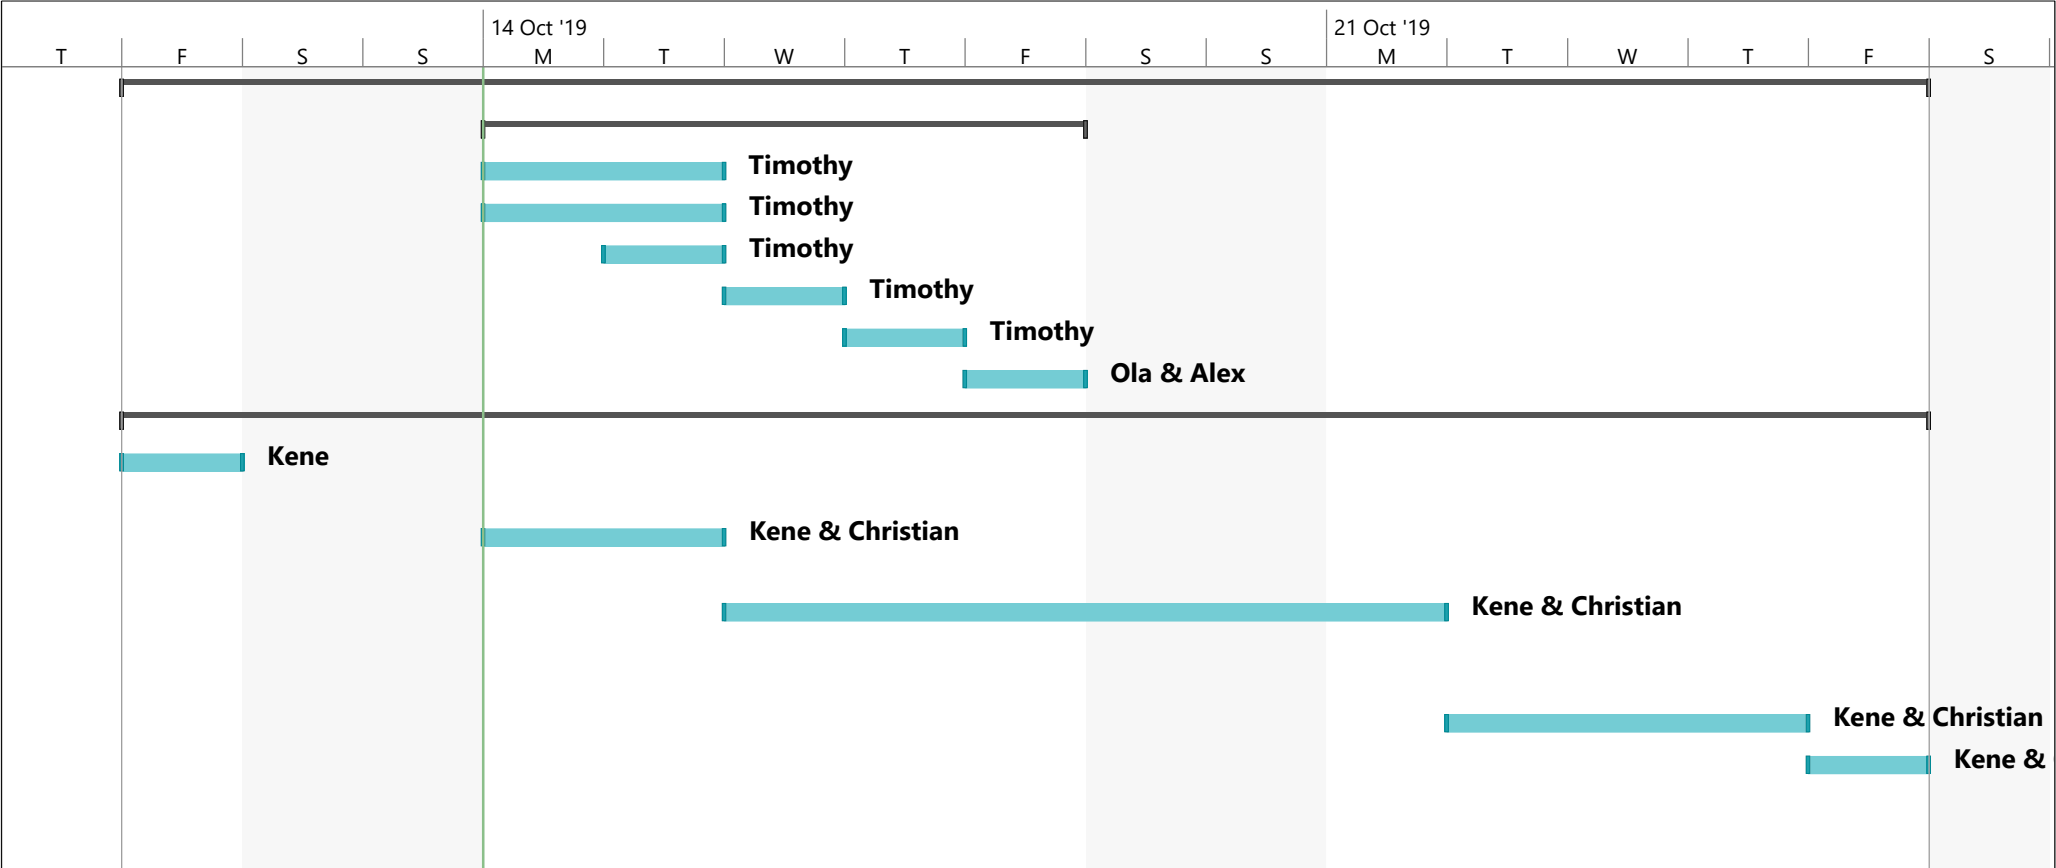 14 Oct '19 21 Oct '19
T F S S M T W T F S S M T W T F S
Timothy
Timothy
Timothy
Timothy
Timothy
Ola & Alex
Kene
Kene & Christian
Kene & Christian
Kene & Christian
Kene &